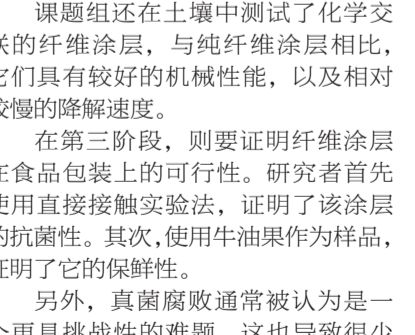 课题组还在土壤中测试了化学交
联的纤维涂层，与纯纤维涂层相比，
它们具有较好的机械性能，以及相对
较慢的降解速度。
在第三阶段，则要证明纤维涂层
在食品包装上的可行性。研究者首先
使用直接接触实验法，证明了该涂层
的抗菌性。其次，使用牛油果作为样品，
证明了它的保鲜性。
另外，真菌腐败通常被认为是一
个更具挑战性的难题，这也导致很少